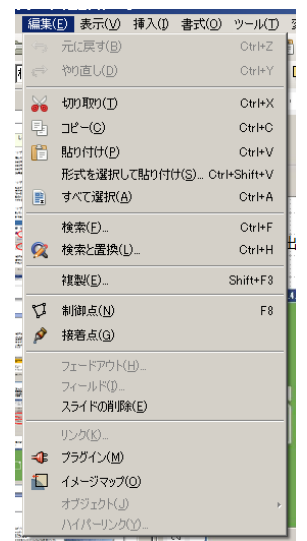 編集(E) 表示(V) 挿入(I) 書式(O) ツール(T)
元に戻す(B) Ctrl+Z
やり直し(D) Ctrl+Y
切り取り(T) Ctrl+X
コピー(C) Ctrl+C
貼り付け(P) Ctrl+V
形式を選択して貼り付け(S)... Ctrl+Shift+V
すべて選択(A) Ctrl+A
検索(F)... Ctrl+F
検索と置換(L)... Ctrl+H
複製(E)... Shift+F3
制御点(N) F8
接着点(G)
フェードアウト(H)...
フィールド(I)...
スライドの削除(E)
リンク(K)...
プラグイン(M)
イメージマップ(O)
オブジェクト(J)
ハイパーリンク(Y)...